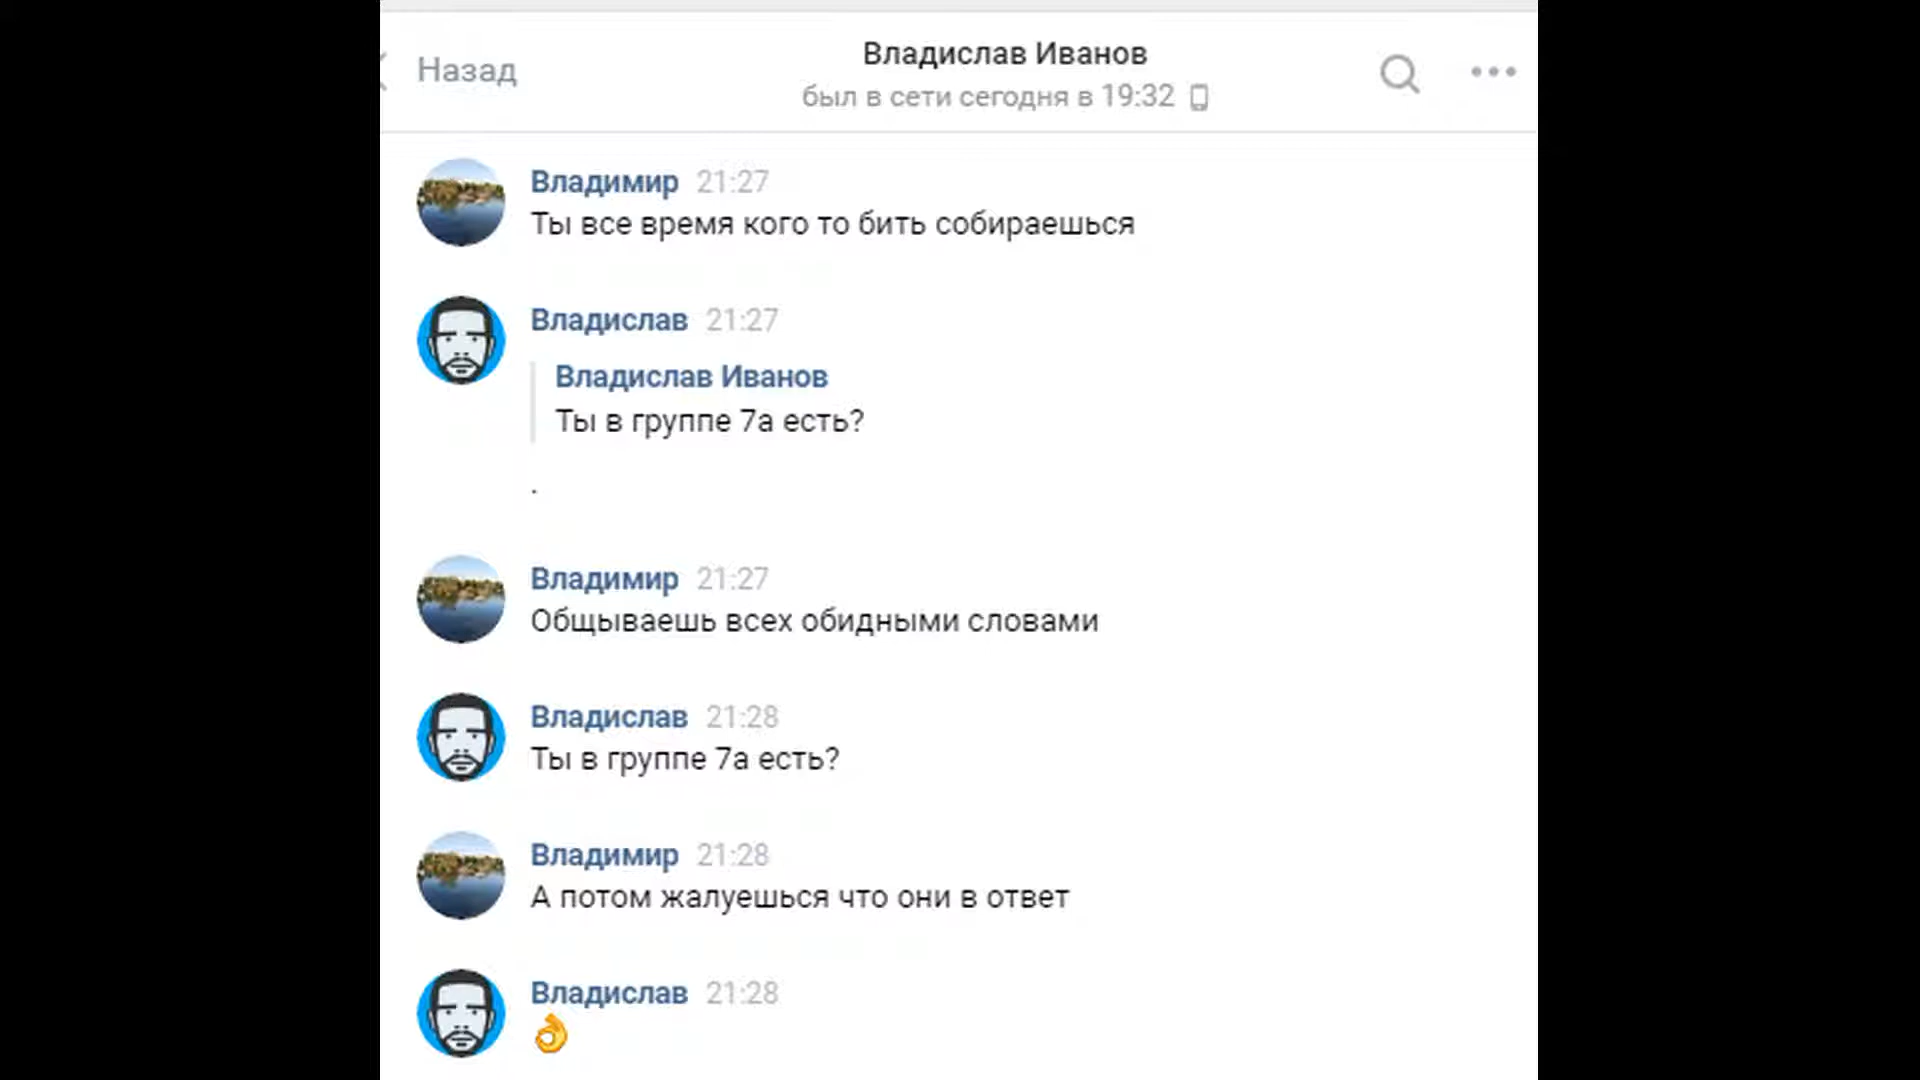 Назад
Владислав Иванов
был в сети сегодня в 19:32
Владимир 21:27
Ты все время кого то бить собираешься
Владислав 21:27
Владислав Иванов
Ты в группе 7а есть?
.
Владимир 21:27
Общываешь всех обидными словами
Владислав 21:28
Ты в группе 7а есть?
Владимир 21:28
А потом жалуешься что они в ответ
Владислав 21:28
👌